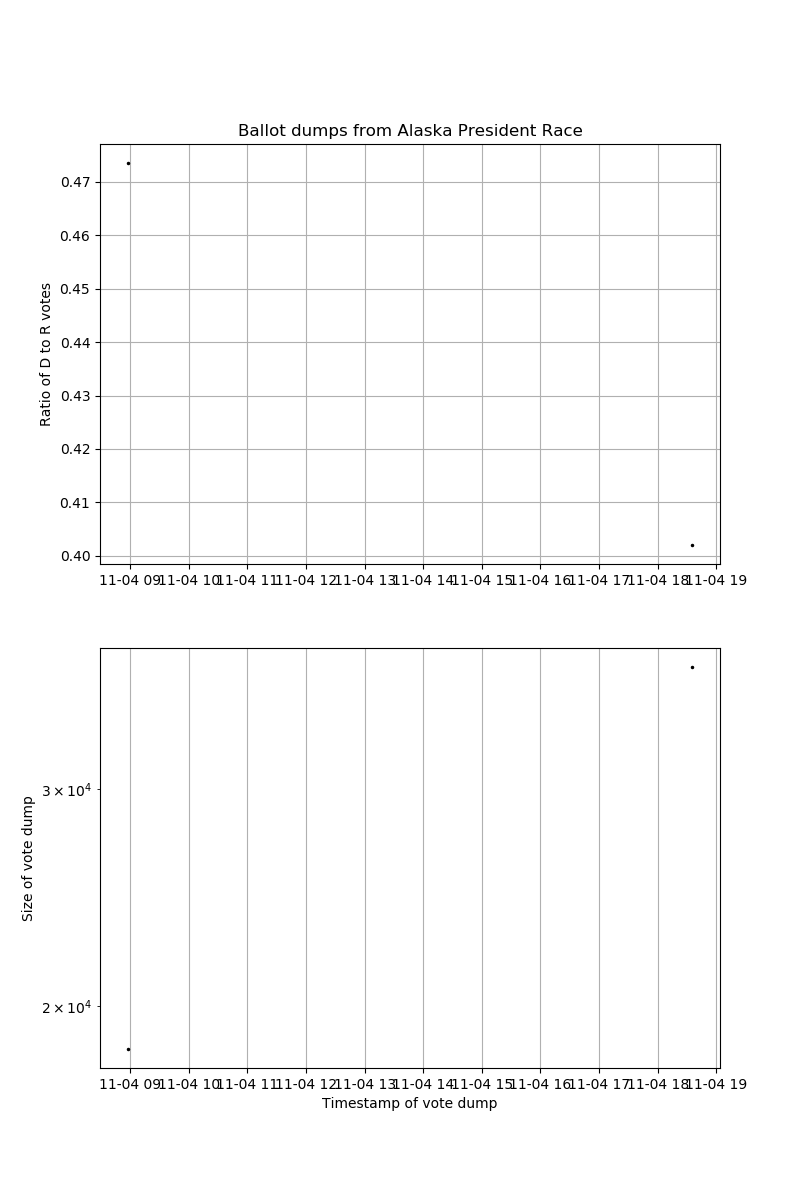 Ballot dumps from Alaska President Race
Ratio of D to R votes
0.47
0.46
0.45
0.44
0.43
0.42
0.41
0.40
11-04 09 11-04 10 11-04 11 11-04 12 11-04 13 11-04 14 11-04 15 11-04 16 11-04 17 11-04 18 11-04 19
Size of vote dump
3 × 10⁴
2 × 10⁴
11-04 09 11-04 10 11-04 11 11-04 12 11-04 13 11-04 14 11-04 15 11-04 16 11-04 17 11-04 18 11-04 19
Timestamp of vote dump